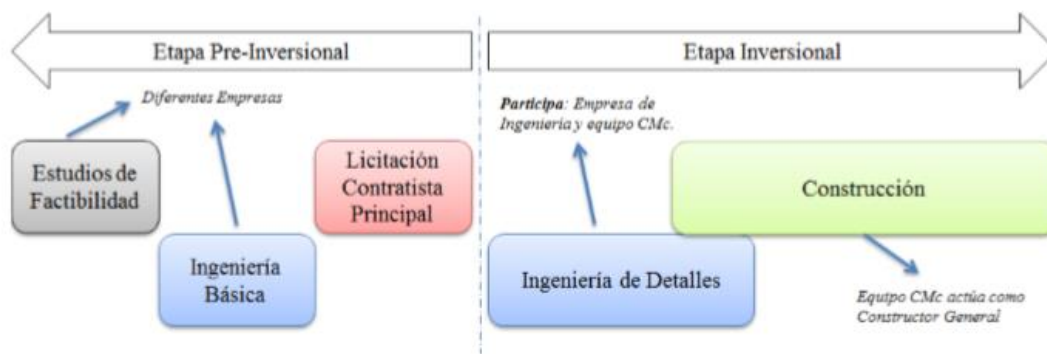 Etapa Pre-Inversional
Etapa Inversional
Diferentes Empresas
Participa: Empresa de
Ingeniería y equipo CMc.
Estudios de
Factibilidad
Licitación
Contratista
Principal
Construcción
Ingeniería
Básica
Ingeniería de Detalles
Equipo CMc actúa como
Constructor General